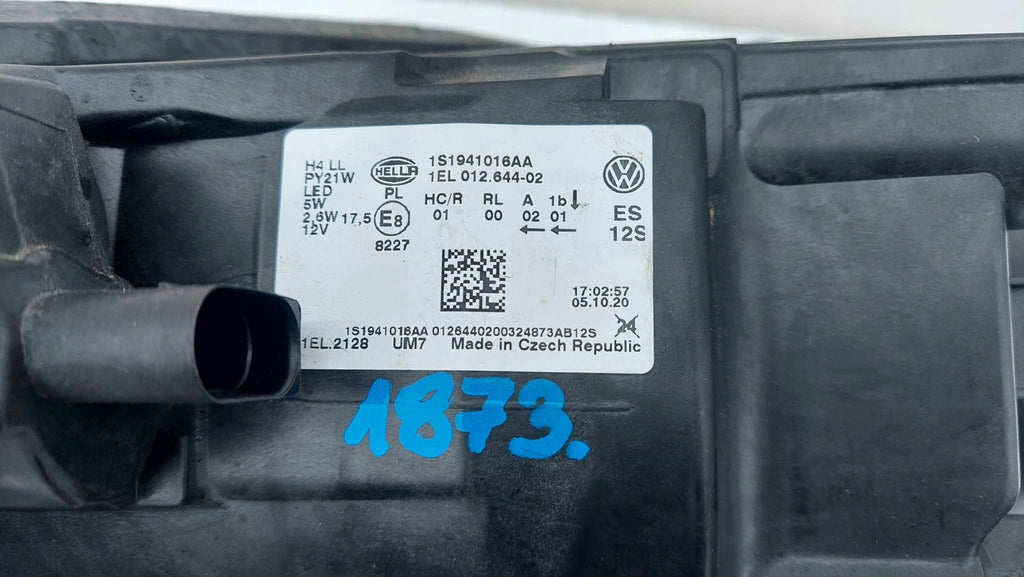 H4 LL
PY21W
LED
5W
2,6W 17,5
12V
HELLA
PL
E8
8227
1S1941016AA
1EL 012.644-02
HC/R RL A 1b↓
01 00 02 01
← ←
ES
12S
17:02:57
05.10.20
24
1S1941016AA 0126440200324873AB12S
1EL.2128 UM7 Made in Czech Republic
1873.